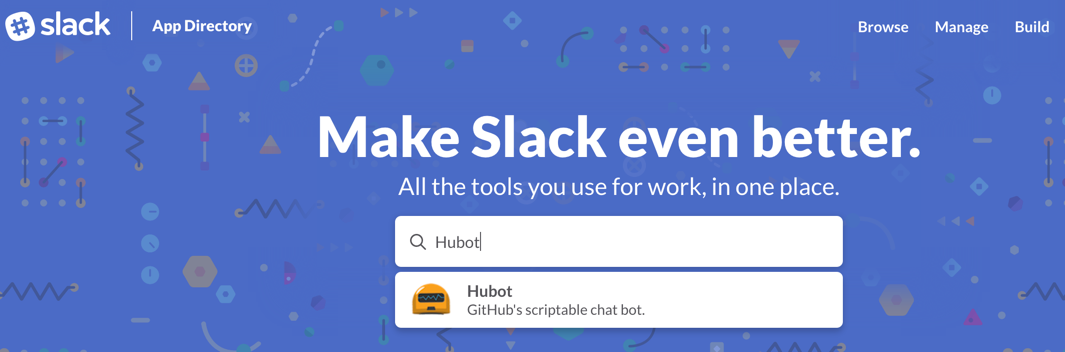 slack App Directory Browse Manage Build
Make Slack even better.
All the tools you use for work, in one place.
Hubot
Hubot
GitHub's scriptable chat bot.